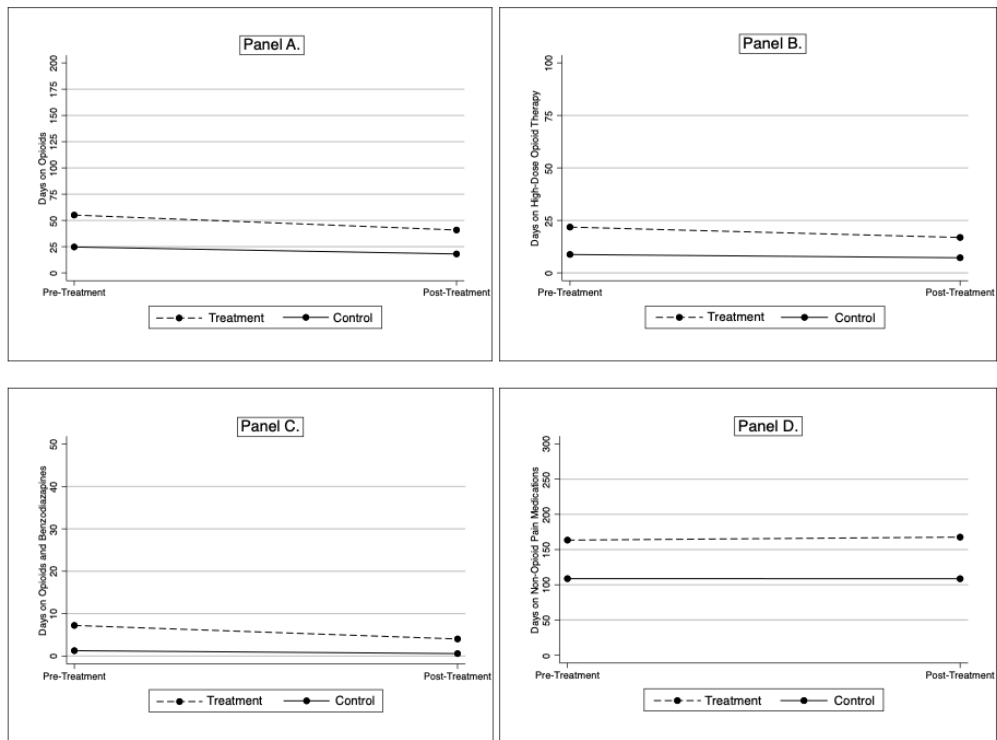 Panel A.
Days on Opioids
200
175
150
125
100
75
50
25
0
Pre-Treatment
Post-Treatment
Treatment
Control
Panel B.
Days on High-Dose Opioid Therapy
100
75
50
25
0
Pre-Treatment
Post-Treatment
Treatment
Control
Panel C.
Days on Opioids and Benzodiazapines
50
40
30
20
10
0
Pre-Treatment
Post-Treatment
Treatment
Control
Panel D.
Days on Non-Opioid Pain Medications
300
250
200
150
100
50
0
Pre-Treatment
Post-Treatment
Treatment
Control